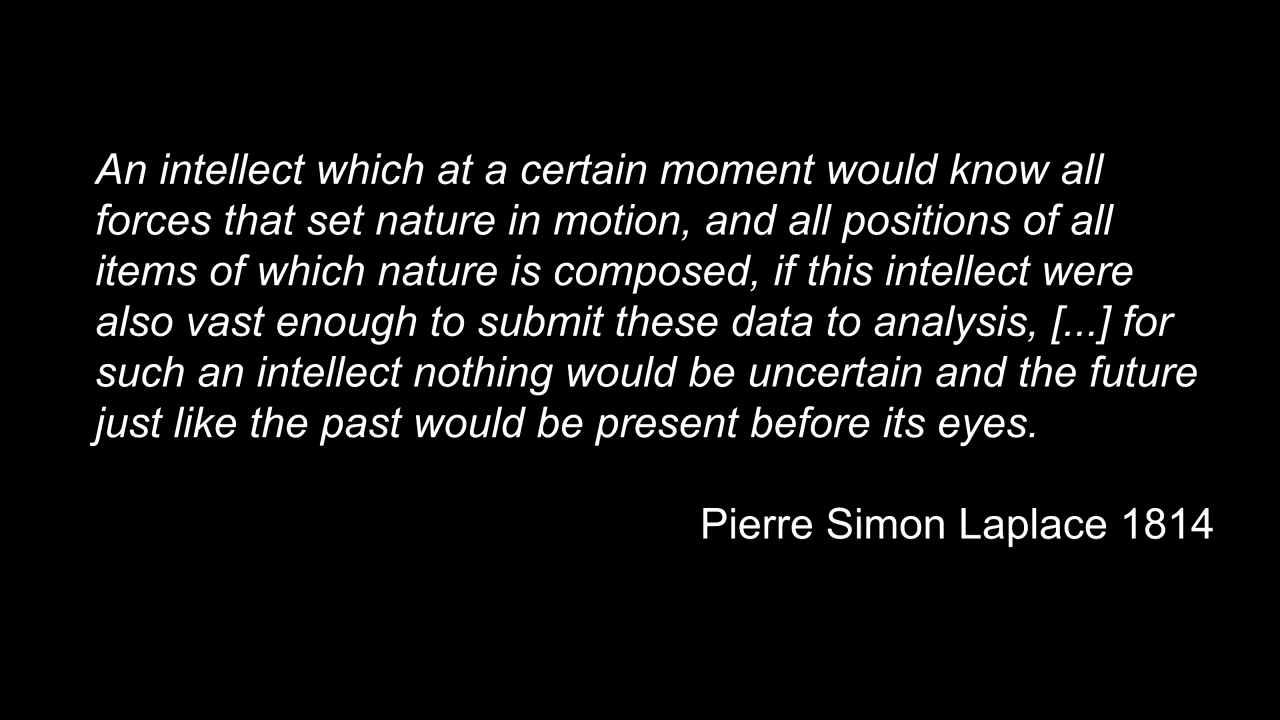 An intellect which at a certain moment would know all
forces that set nature in motion, and all positions of all
items of which nature is composed, if this intellect were
also vast enough to submit these data to analysis, [...] for
such an intellect nothing would be uncertain and the future
just like the past would be present before its eyes.
Pierre Simon Laplace 1814